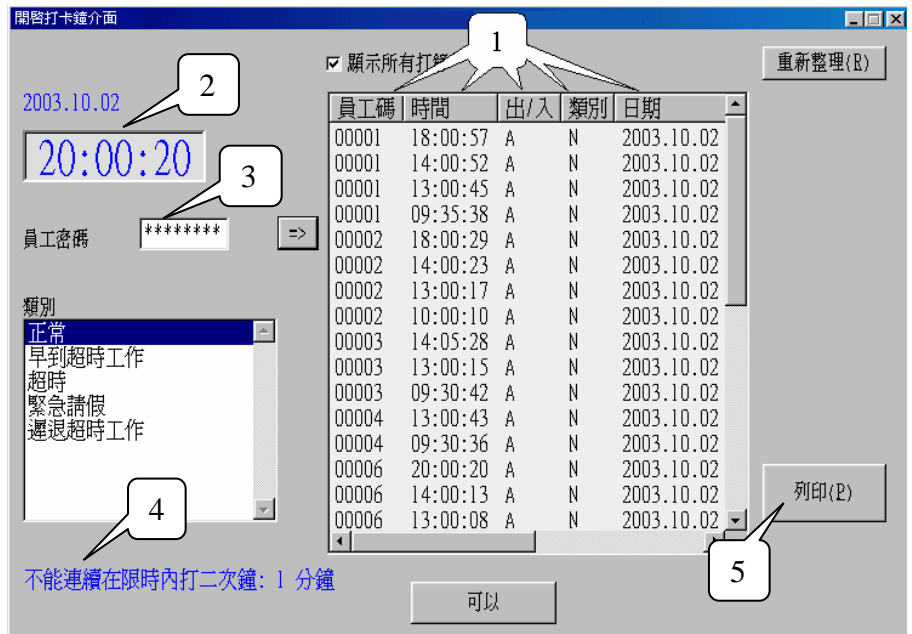 開啓打卡鐘介面
1
顯示所有打鐘
重新整理(R)
2
2003.10.02
20:00:20
3
員工密碼 ******** =>
類別
正常
早到超時工作
超時
緊急請假
遲退超時工作
4
不能連續在限時內打二次鐘: 1 分鐘
員工碼 時間 出/入 類別 日期
00001 18:00:57 A N 2003.10.02
00001 14:00:52 A N 2003.10.02
00001 13:00:45 A N 2003.10.02
00001 09:35:38 A N 2003.10.02
00002 18:00:29 A N 2003.10.02
00002 14:00:23 A N 2003.10.02
00002 13:00:17 A N 2003.10.02
00002 10:00:10 A N 2003.10.02
00003 14:05:28 A N 2003.10.02
00003 13:00:15 A N 2003.10.02
00003 09:30:42 A N 2003.10.02
00004 13:00:43 A N 2003.10.02
00004 09:30:36 A N 2003.10.02
00006 20:00:20 A N 2003.10.02
00006 14:00:13 A N 2003.10.02
00006 13:00:08 A N 2003.10.02
列印(P)
5
可以